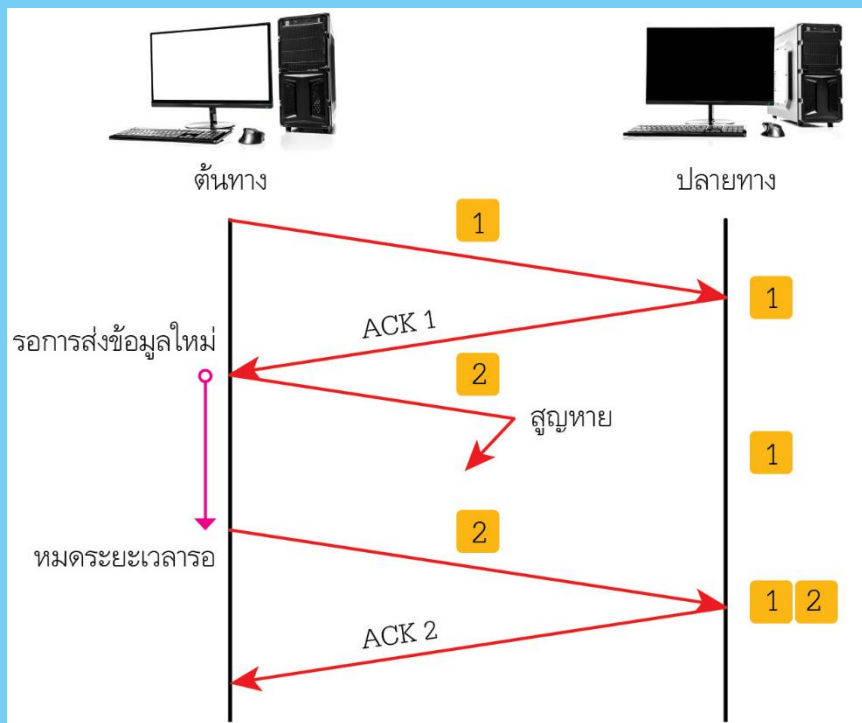 ต้นทาง
ปลายทาง
1
1
ACK 1
รอการส่งข้อมูลใหม่
2
สูญหาย
1
2
หมดระยะเวลารอ
1 2
ACK 2